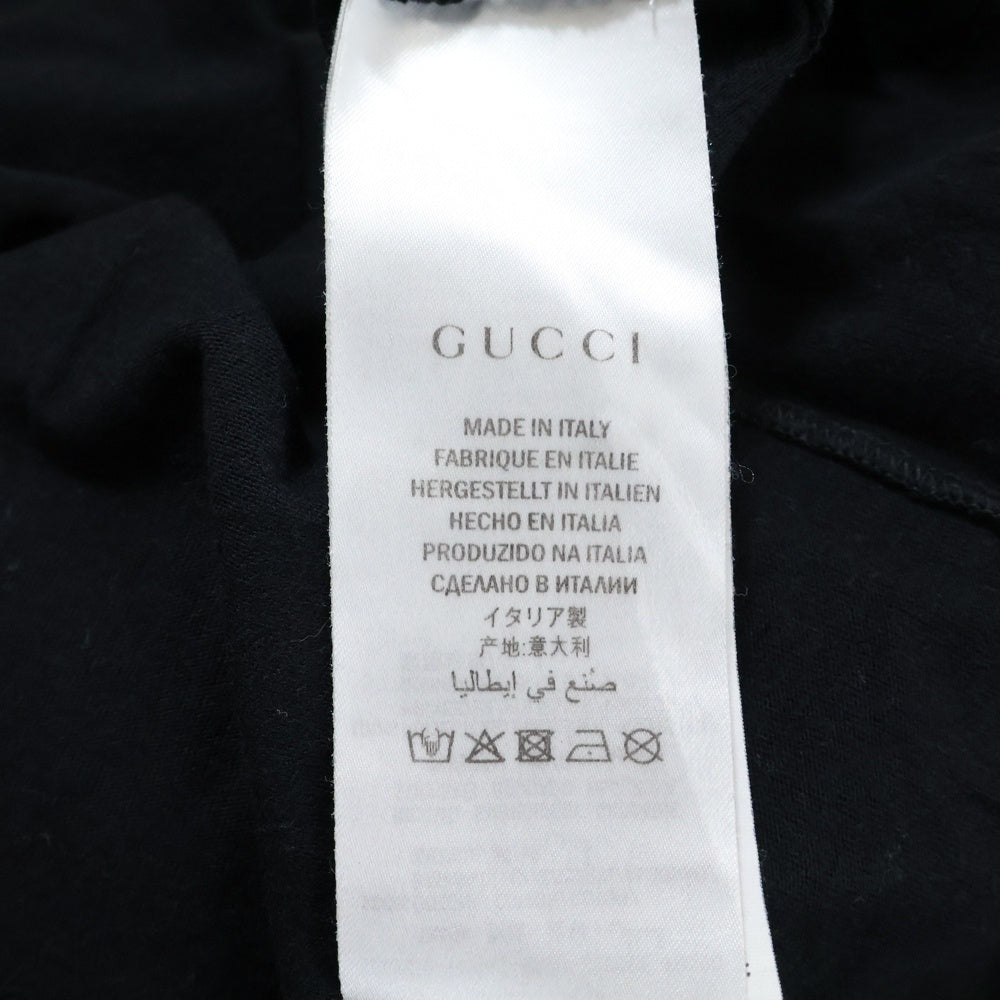 GUCCI
MADE IN ITALY
FABRIQUE EN ITALIE
HERGESTELLT IN ITALIEN
HECHO EN ITALIA
PRODUZIDO NA ITALIA
СДЕЛАНО В ИТАЛИИ
イタリア製
产地:意大利
صُنع في إيطاليا